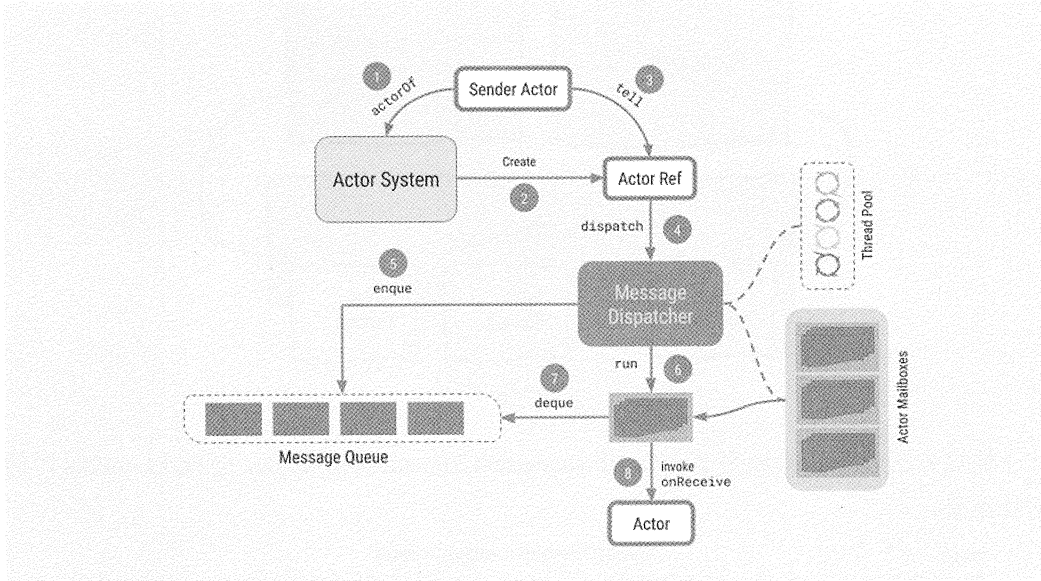 1
actorOf
Sender Actor
3
tell
Actor System
Create
2
Actor Ref
dispatch
4
Thread Pool
5
enque
Message
Dispatcher
run
6
7
deque
Actor Mailboxes
Message Queue
8
invoke
onReceive
Actor